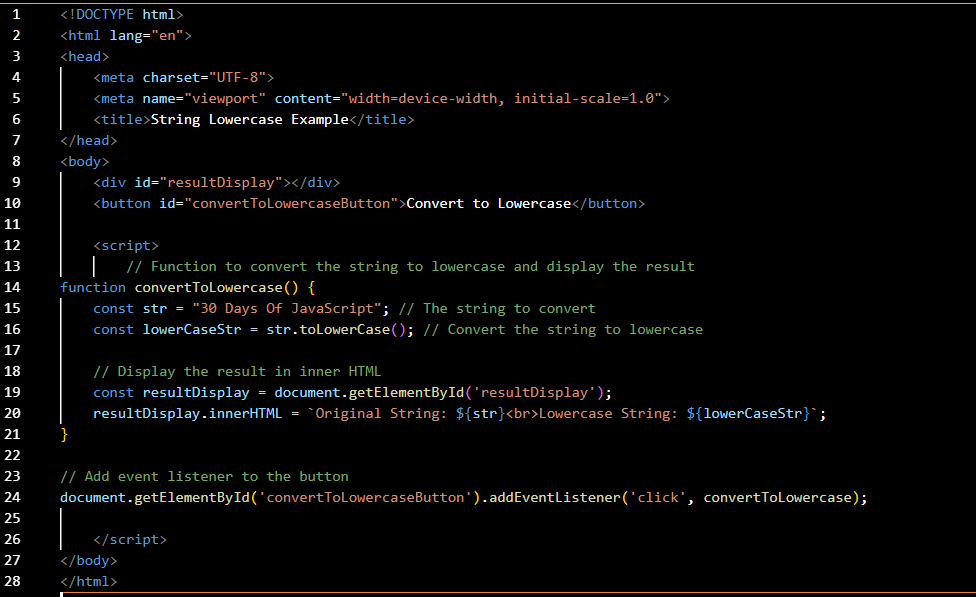 1 <!DOCTYPE html>
2 <html lang="en">
3 <head>
4     <meta charset="UTF-8">
5     <meta name="viewport" content="width=device-width, initial-scale=1.0">
6     <title>String Lowercase Example</title>
7 </head>
8 <body>
9     <div id="resultDisplay"></div>
10     <button id="convertToLowercaseButton">Convert to Lowercase</button>
11
12     <script>
13         // Function to convert the string to lowercase and display the result
14 function convertToLowercase() {
15     const str = "30 Days Of JavaScript"; // The string to convert
16     const lowerCaseStr = str.toLowerCase(); // Convert the string to lowercase
17
18     // Display the result in inner HTML
19     const resultDisplay = document.getElementById('resultDisplay');
20     resultDisplay.innerHTML = `Original String: ${str}<br>Lowercase String: ${lowerCaseStr}`;
21 }
22
23 // Add event listener to the button
24 document.getElementById('convertToLowercaseButton').addEventListener('click', convertToLowercase);
25
26     </script>
27 </body>
28 </html>